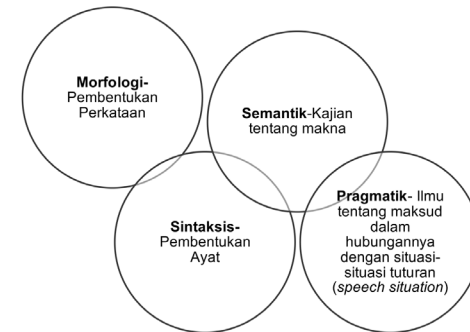 Morfologi-
Pembentukan
Perkataan
Semantik-Kajian
tentang makna
Sintaksis-
Pembentukan
Ayat
Pragmatik- Ilmu
tentang maksud
dalam
hubungannya
dengan situasi-
situasi tuturan
(speech situation)